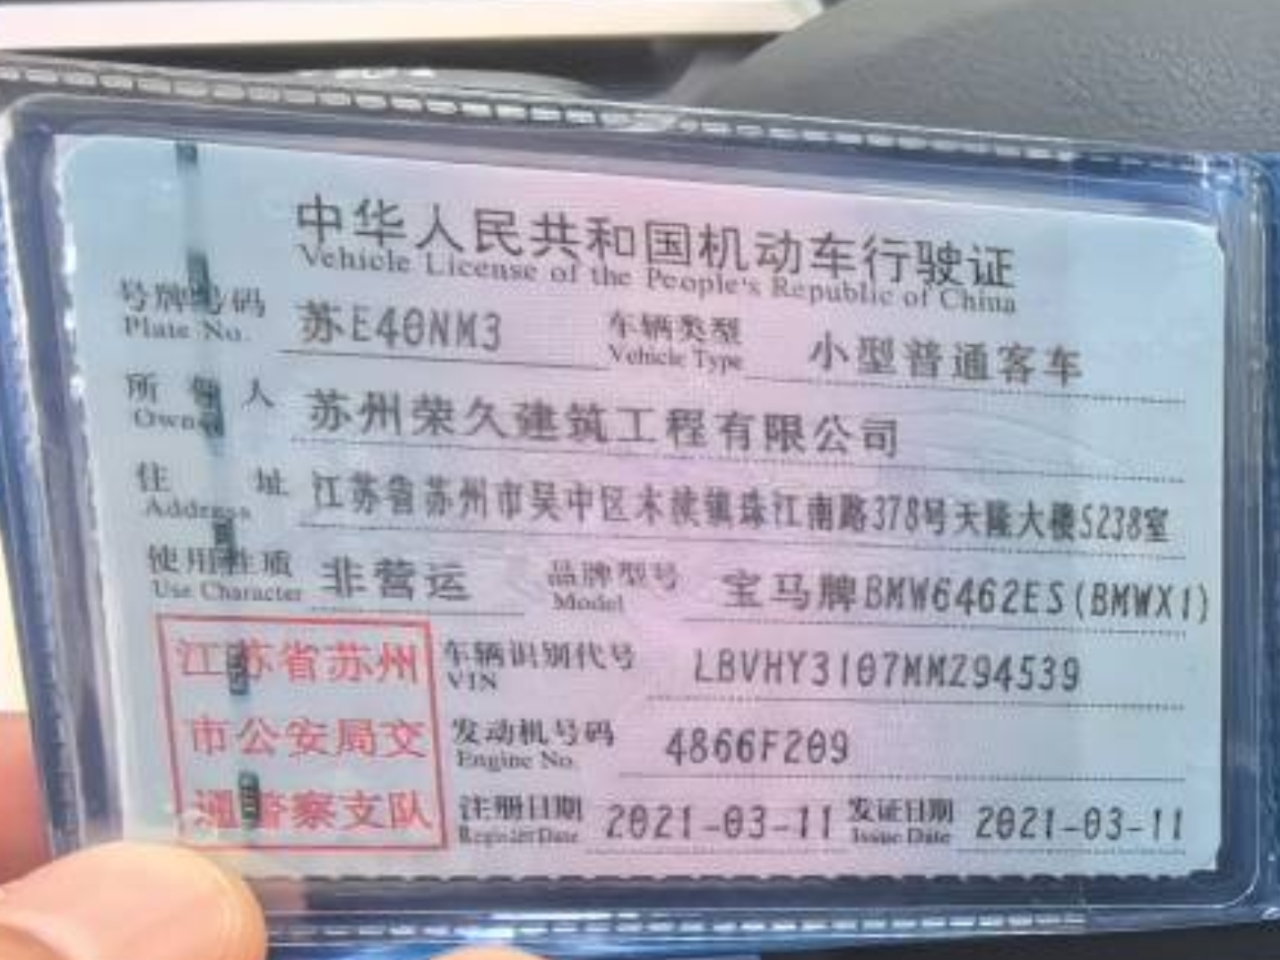 中华人民共和国机动车行驶证
Vehicle License of the People's Republic of China
号牌号码 苏E40NM3 车辆类型 小型普通客车
Plate No. Vehicle Type
所有人 苏州荣久建筑工程有限公司
Owner
住址 江苏省苏州市吴中区木渎镇珠江南路378号天隆大楼5238室
Address
使用性质 非营运 品牌型号 宝马牌BMW6462ES(BMWX1)
Use Character Model
江苏省苏州 车辆识别代号 LBVHY3107MMZ94539
VIN
市公安局交 发动机号码 4866F209
Engine No.
通警察支队 注册日期 2021-03-11 发证日期 2021-03-11
Register Date Issue Date